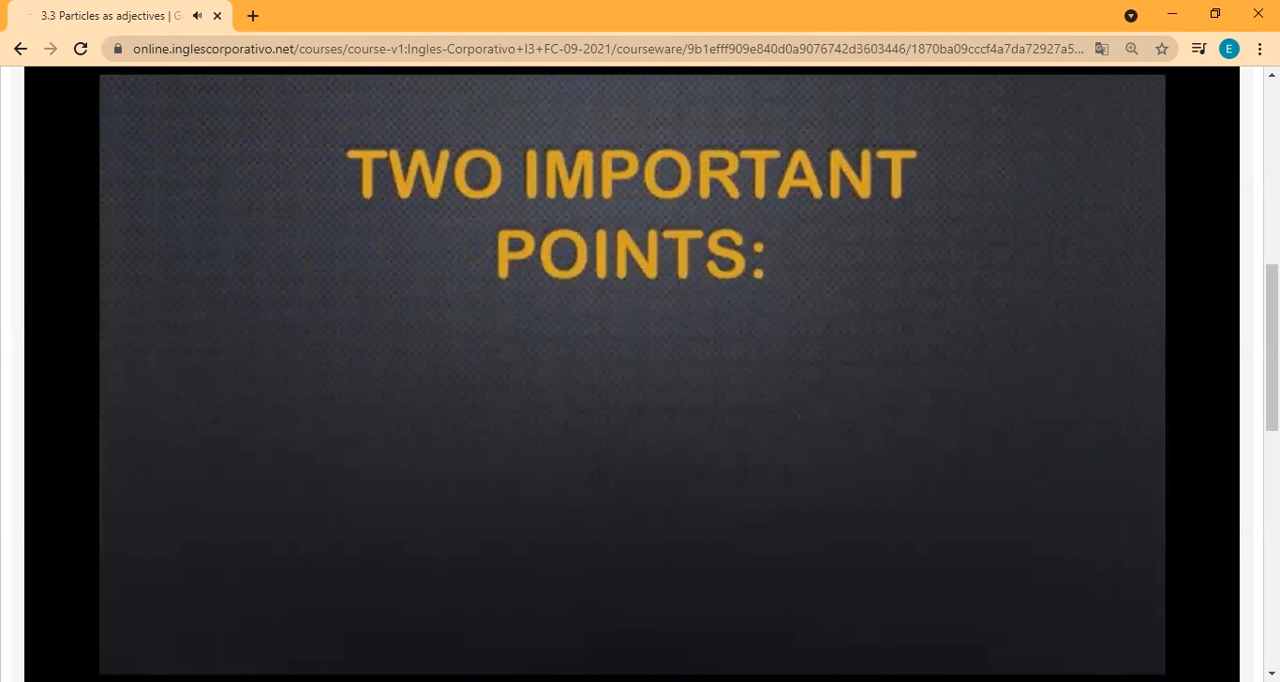 3.3 Particles as adjectives | G
online.inglescorporativo.net/courses/course-v1:Ingles-Corporativo+I3+FC-09-2021/courseware/9b1efff909e840d0a9076742d3603446/1870ba09cccf4a7da72927a5...
E
TWO IMPORTANT
POINTS: